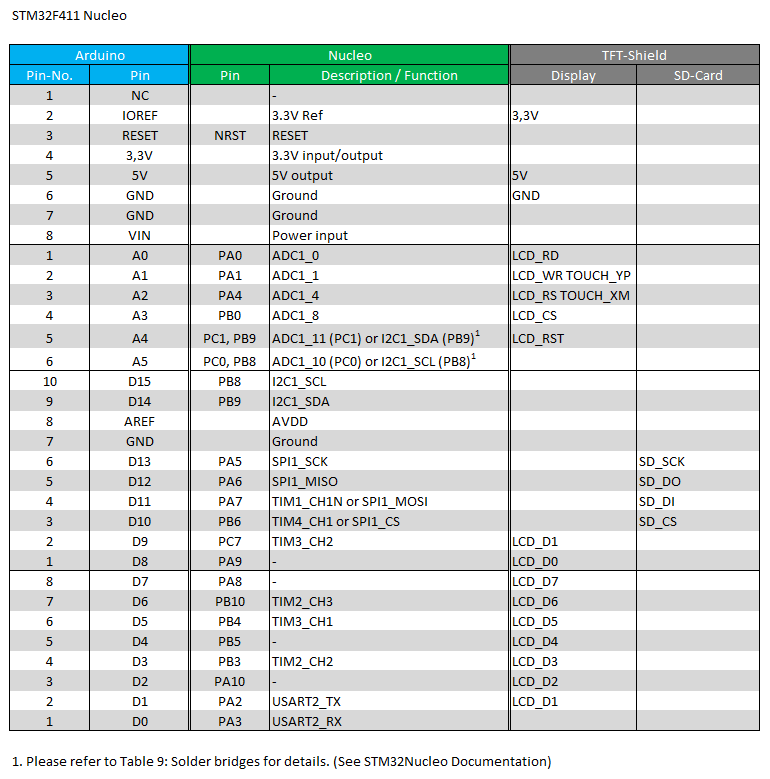 STM32F411 Nucleo
Arduino Nucleo TFT-Shield
Pin-No. Pin Pin Description / Function Display SD-Card
1 NC -
2 IOREF 3.3V Ref 3,3V
3 RESET NRST RESET
4 3,3V 3.3V input/output
5 5V 5V output 5V
6 GND Ground GND
7 GND Ground
8 VIN Power input
1 A0 PA0 ADC1_0 LCD_RD
2 A1 PA1 ADC1_1 LCD_WR TOUCH_YP
3 A2 PA4 ADC1_4 LCD_RS TOUCH_XM
4 A3 PB0 ADC1_8 LCD_CS
5 A4 PC1, PB9 ADC1_11 (PC1) or I2C1_SDA (PB9)1 LCD_RST
6 A5 PC0, PB8 ADC1_10 (PC0) or I2C1_SCL (PB8)1
10 D15 PB8 I2C1_SCL
9 D14 PB9 I2C1_SDA
8 AREF AVDD
7 GND Ground
6 D13 PA5 SPI1_SCK SD_SCK
5 D12 PA6 SPI1_MISO SD_DO
4 D11 PA7 TIM1_CH1N or SPI1_MOSI SD_DI
3 D10 PB6 TIM4_CH1 or SPI1_CS SD_CS
2 D9 PC7 TIM3_CH2 LCD_D1
1 D8 PA9 - LCD_D0
8 D7 PA8 - LCD_D7
7 D6 PB10 TIM2_CH3 LCD_D6
6 D5 PB4 TIM3_CH1 LCD_D5
5 D4 PB5 - LCD_D4
4 D3 PB3 TIM2_CH2 LCD_D3
3 D2 PA10 - LCD_D2
2 D1 PA2 USART2_TX LCD_D1
1 D0 PA3 USART2_RX
1. Please refer to Table 9: Solder bridges for details. (See STM32Nucleo Documentation)